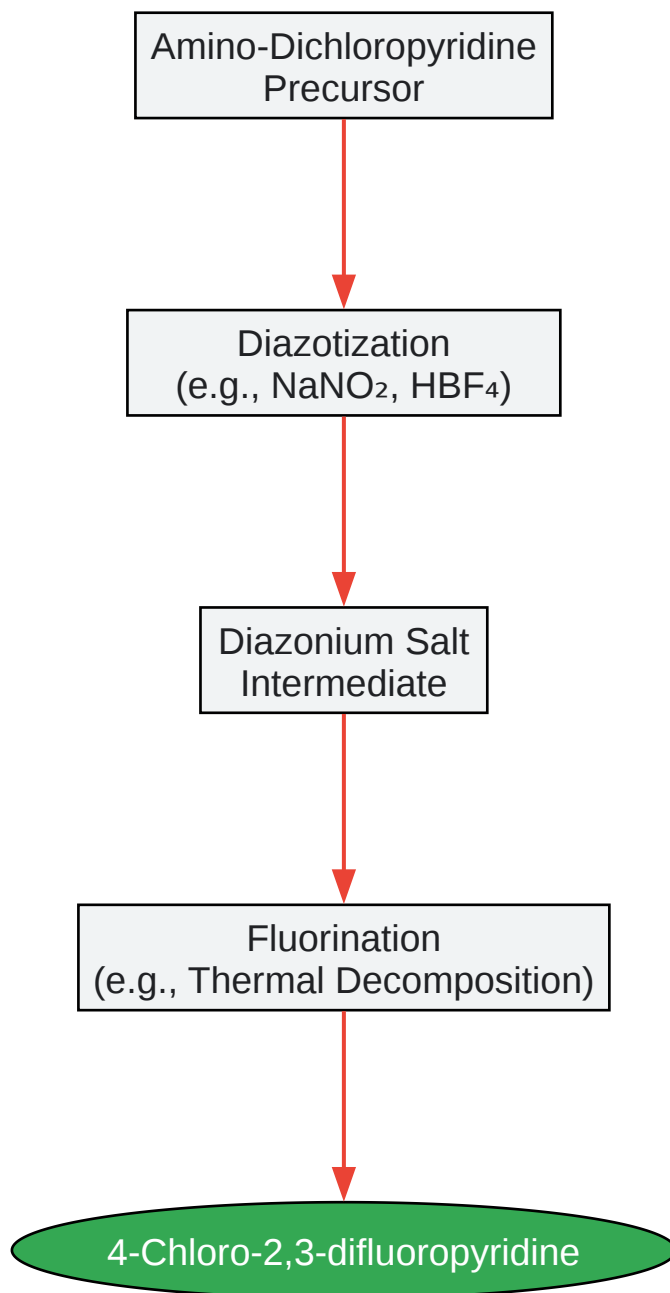 Amino-Dichloropyridine
Precursor
Diazotization
(e.g., NaNO₂, HBF₄)
Diazonium Salt
Intermediate
Fluorination
(e.g., Thermal Decomposition)
4-Chloro-2,3-difluoropyridine